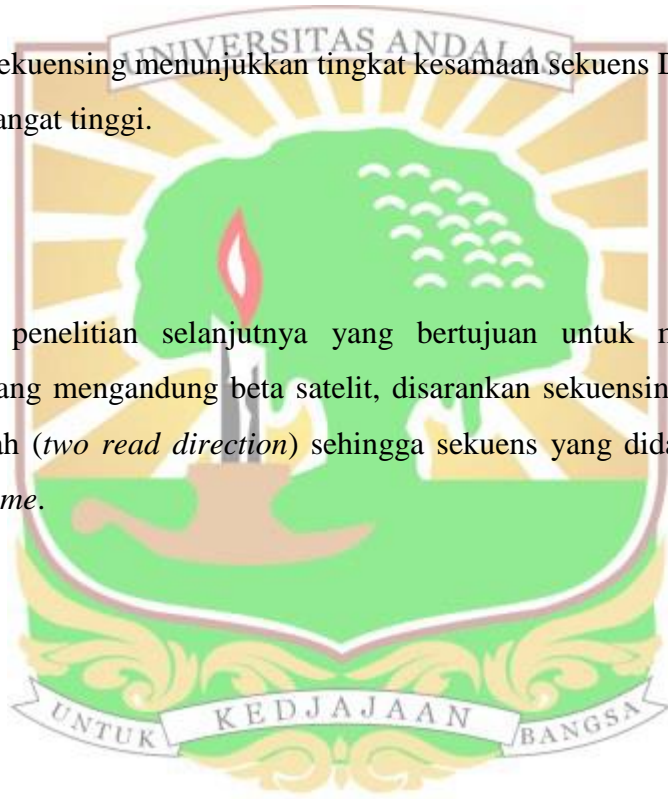 UNIVERSITAS ANDALAS
ekuensing menunjukkan tingkat kesamaan sekuens D
angat tinggi.
penelitian selanjutnya yang bertujuan untuk m
ang mengandung beta satelit, disarankan sekuensin
ah (two read direction) sehingga sekuens yang dida
me.
UNTUK KEDJAJAAN BANGSA